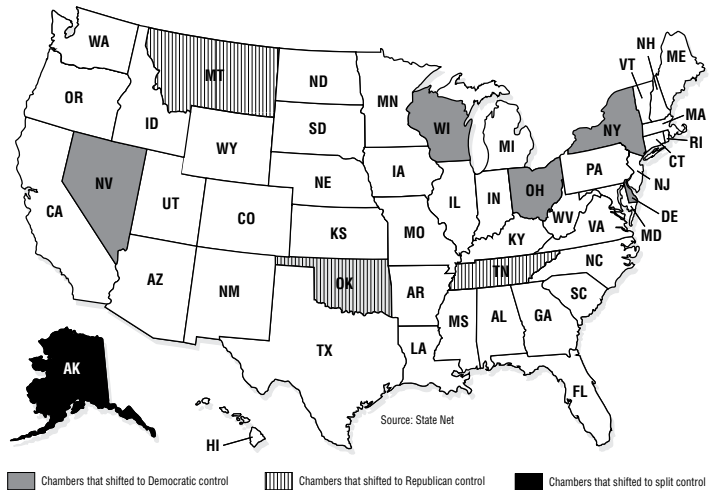 WA
MT
ND
MN
VT
NH
ME
OR
ID
SD
WI
MI
NY
MA
RI
CT
WY
IA
PA
NJ
NV
NE
OH
DE
MD
CA
UT
CO
IL
IN
WV
VA
KS
MO
KY
NC
AZ
NM
OK
AR
TN
SC
MS
AL
GA
TX
LA
FL
AK
HI
Source: State Net
Chambers that shifted to Democratic control
Chambers that shifted to Republican control
Chambers that shifted to split control